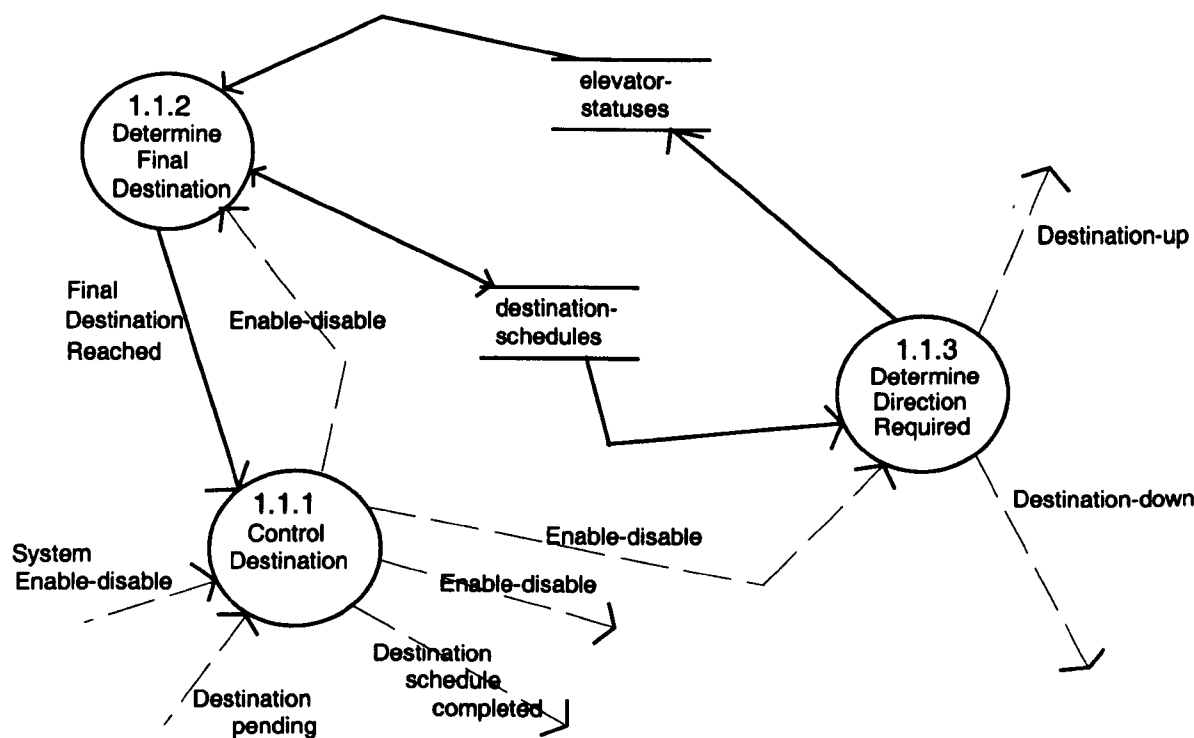 elevator-
statuses
1.1.2
Determine
Final
Destination
Destination-up
Final
Destination
Reached
Enable-disable
destination-
schedules
1.1.3
Determine
Direction
Required
Destination-down
1.1.1
Control
Destination
Enable-disable
System
Enable-disable
Enable-disable
Destination
schedule
completed
Destination
pending